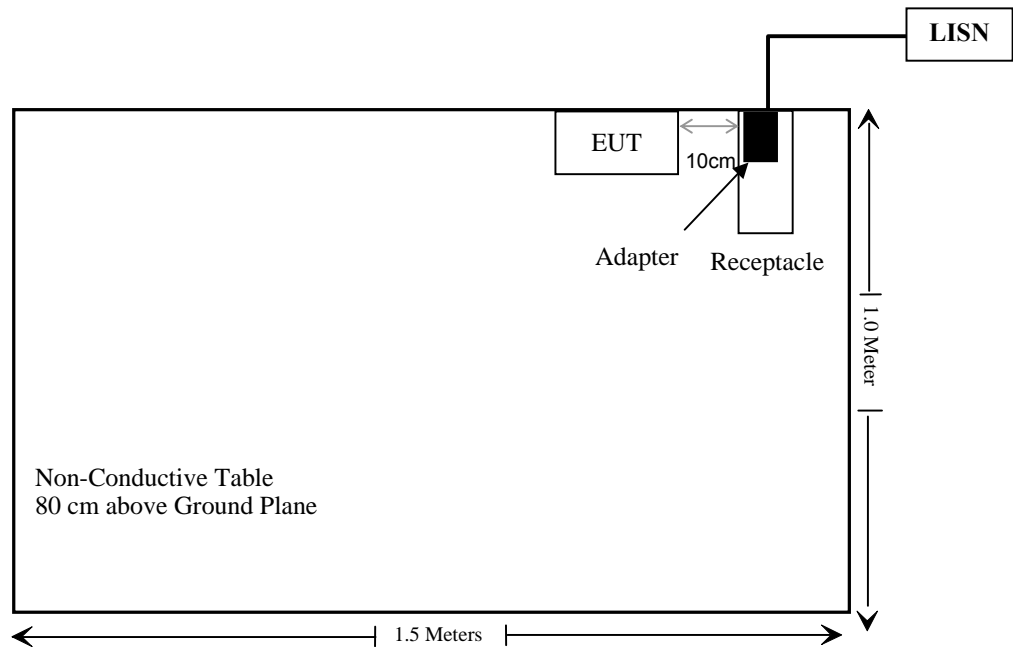 LISN
EUT
10cm
Adapter
Receptacle
1.0 Meter
Non-Conductive Table
80 cm above Ground Plane
1.5 Meters